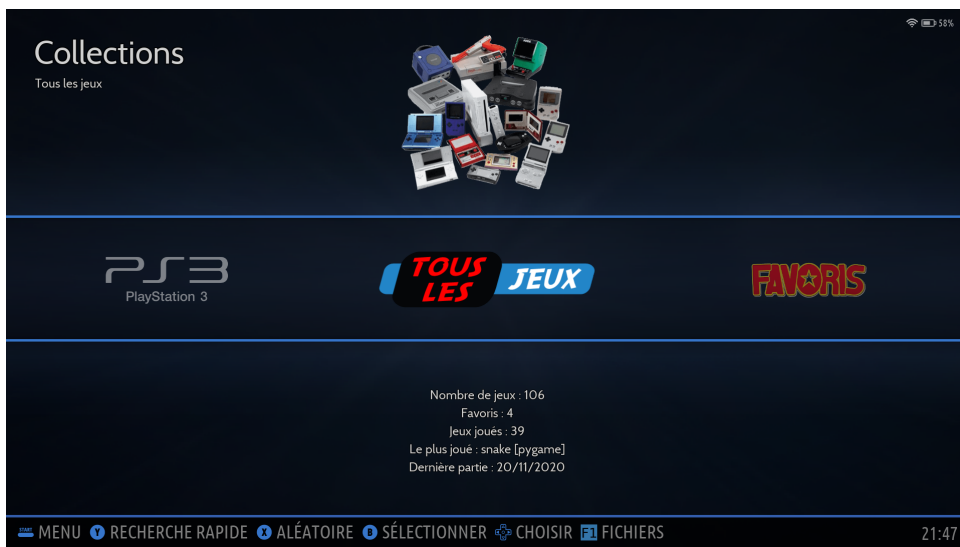 58%
Collections
Tous les jeux
PS3
PlayStation 3
TOUS
LES
JEUX
FAVORIS
Nombre de jeux : 106
Favoris : 4
Jeux joués : 39
Le plus joué : snake [pygame]
Dernière partie : 20/11/2020
START MENU Y RECHERCHE RAPIDE X ALÉATOIRE B SÉLECTIONNER CHOISIR F1 FICHIERS 21:47